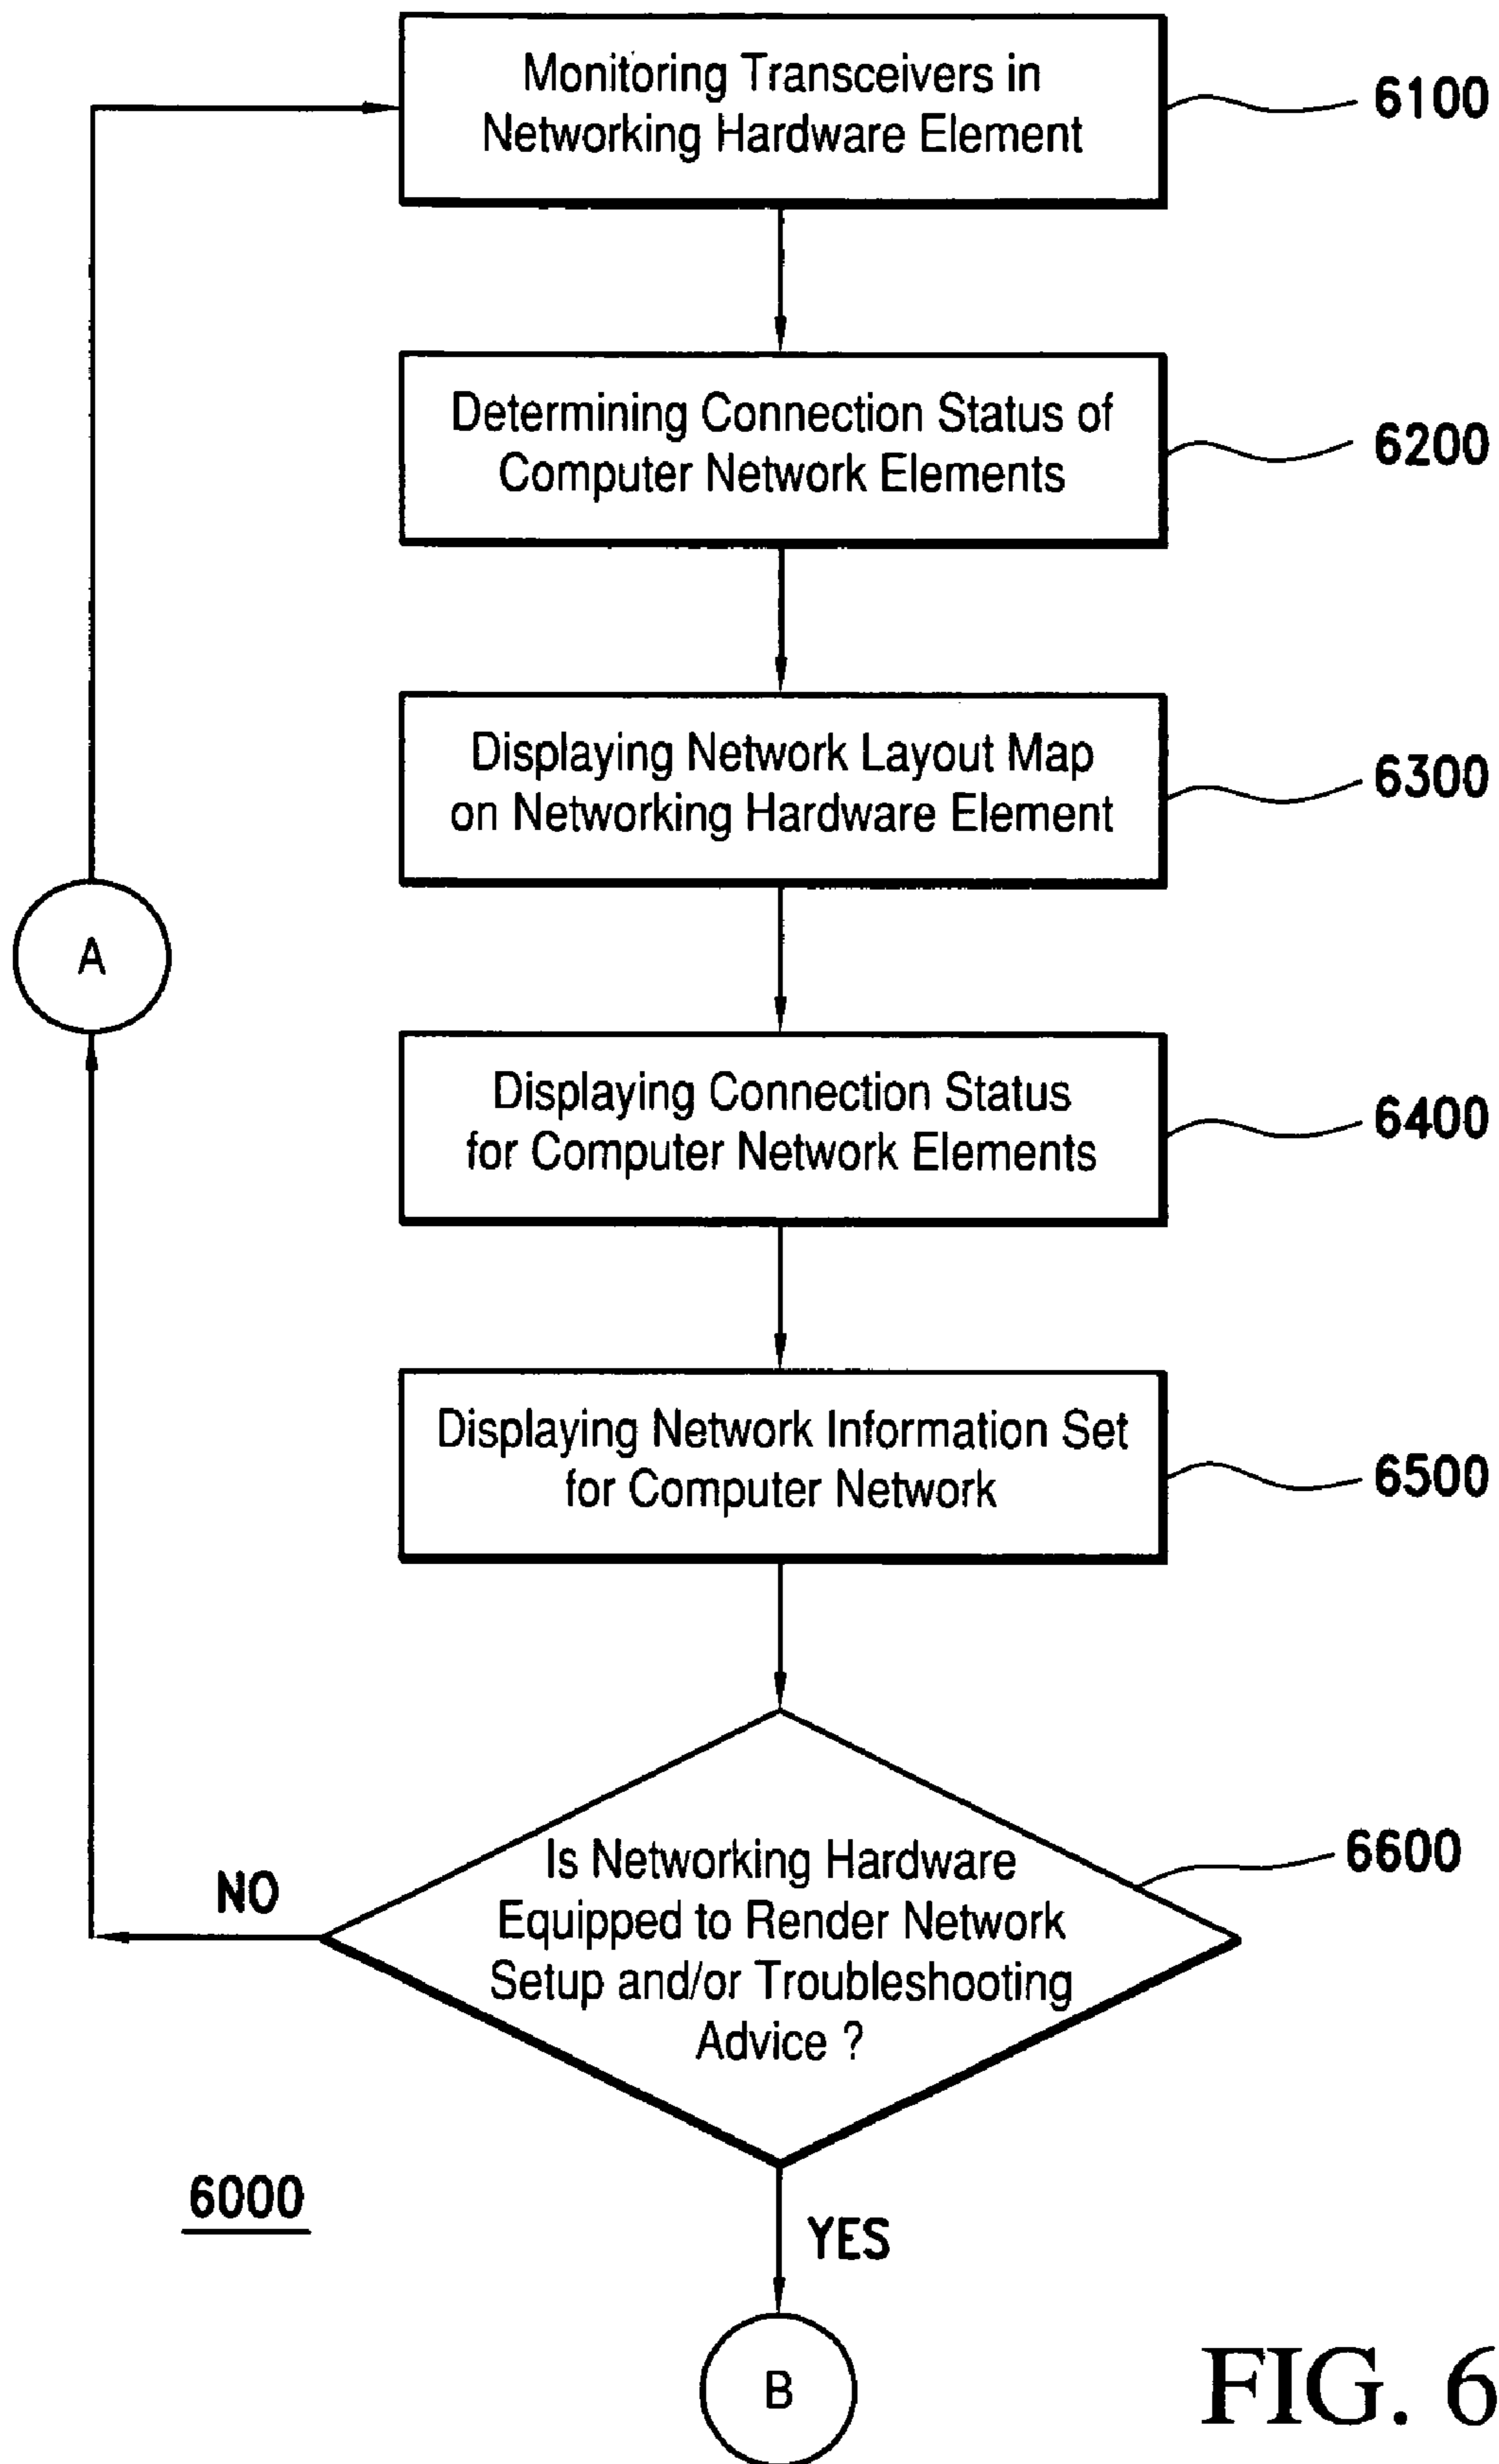 Monitoring Transceivers in
Networking Hardware Element
6100
Determining Connection Status of
Computer Network Elements
6200
Displaying Network Layout Map
on Networking Hardware Element
6300
A
Displaying Connection Status
for Computer Network Elements
6400
Displaying Network Information Set
for Computer Network
6500
Is Networking Hardware
Equipped to Render Network
Setup and/or Troubleshooting
Advice ?
6600
NO
6000
YES
B
FIG. 6